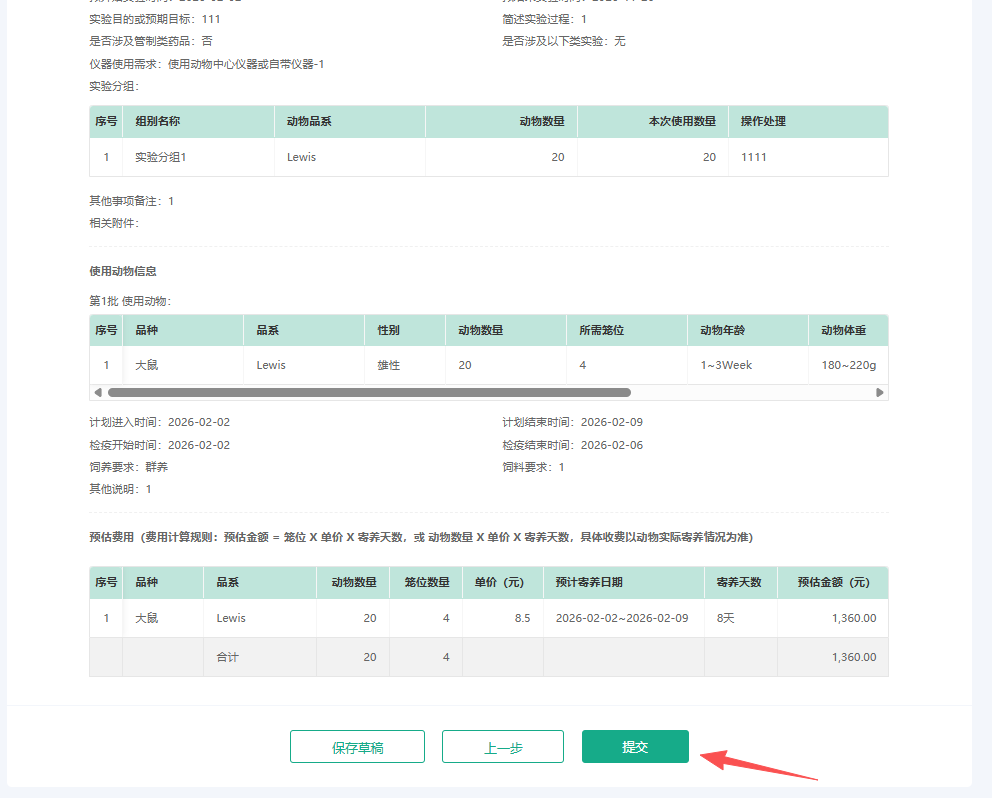 实验目的或预期目标：111 简述实验过程：1
是否涉及管制类药品：否 是否涉及以下类实验：无
仪器使用需求：使用动物中心仪器或自带仪器-1
实验分组：
序号 组别名称 动物品系 动物数量 本次使用数量 操作处理
1 实验分组1 Lewis 20 20 1111
其他事项备注：1
相关附件：
使用动物信息
第1批 使用动物：
序号 品种 品系 性别 动物数量 所需笼位 动物年龄 动物体重
1 大鼠 Lewis 雄性 20 4 1~3Week 180~220g
计划进入时间：2026-02-02 计划结束时间：2026-02-09
检疫开始时间：2026-02-02 检疫结束时间：2026-02-06
饲养要求：群养 饲料要求：1
其他说明：1
预估费用（费用计算规则：预估金额 = 笼位 X 单价 X 寄养天数，或 动物数量 X 单价 X 寄养天数，具体收费以动物实际寄养情况为准）
序号 品种 品系 动物数量 笼位数量 单价（元） 预计寄养日期 寄养天数 预估金额（元）
1 大鼠 Lewis 20 4 8.5 2026-02-02~2026-02-09 8天 1,360.00
合计 20 4 1,360.00
保存草稿 上一步 提交